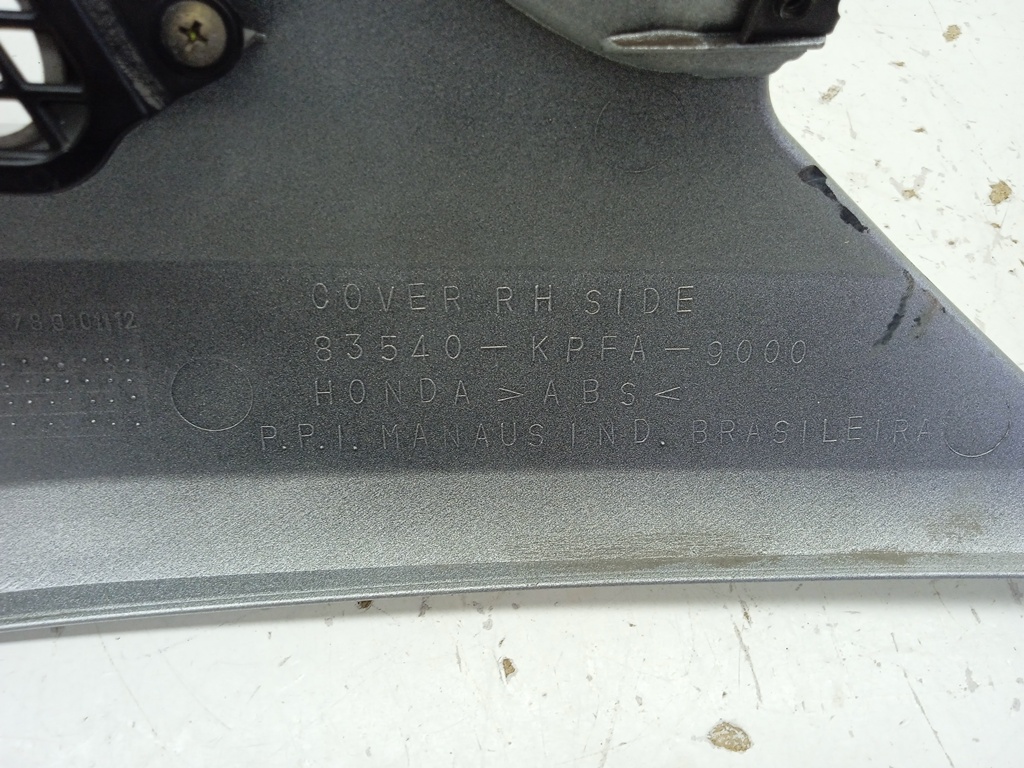 COVER RH SIDE
83540-KPFA-9000
HONDA >ABS<
P.P.I. MANAUS IND. BRASILEIRA